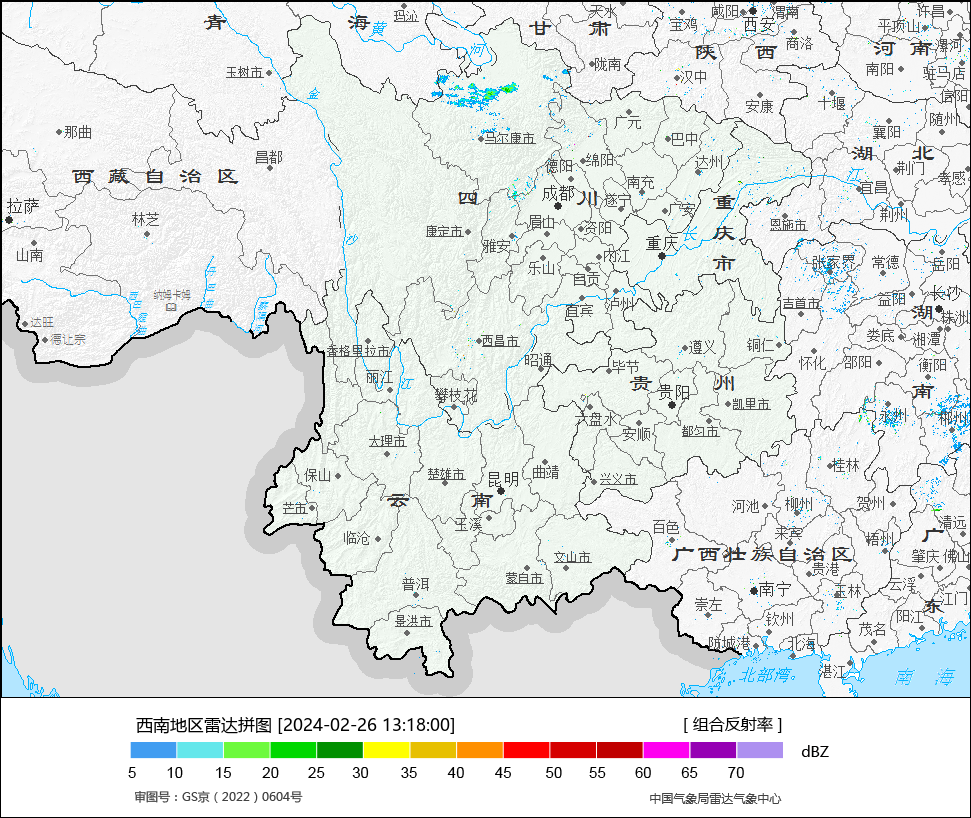 青 海
玛沁
黄
河
甘 肃
天水
宝鸡
咸阳
西安
渭南
许昌
平顶山
漯河
商洛
陕 西
河 南
玉树市
陇南
汉中
南阳
驻马店
信阳
金
安康
十堰
随州
那曲
马尔康市
广元
巴中
襄阳
昌都
德阳
绵阳
达州
湖 北
荆门
孝感
西藏自治区
四 川
成都
南充
遂宁
江
宜昌
拉萨
林芝
广安
重庆市
荆州
眉山
资阳
恩施市
康定市
雅安
重庆
长
山南
沙
乐山
内江
张家界
常德
岳阳
自贡
纳姆卡姆
泸州
宜宾
吉首市
益阳
长沙
达旺
德让宗
湖 南
株洲
西昌市
娄底
湘潭
香格里拉市
昭通
遵义
铜仁
怀化
邵阳
衡阳
丽江
江
毕节
贵 州
贵阳
攀枝花
凯里市
六盘水
安顺
都匀市
永州
郴州
大理市
保山
楚雄市
昆明
曲靖
兴义市
桂林
芒市
云 南
河池
柳州
贺州
玉溪
临沧
百色
来宾
梧州
清远
广 东
文山市
广西壮族自治区
肇庆
佛山
蒙自市
贵港
普洱
南宁
玉林
云浮
江门
崇左
景洪市
钦州
阳江
茂名
防城港
北海
湛江
北部湾
南 海
西南地区雷达拼图 [2024-02-26 13:18:00]
[ 组合反射率 ]
dBZ
5 10 15 20 25 30 35 40 45 50 55 60 65 70
审图号：GS京（2022）0604号
中国气象局雷达气象中心